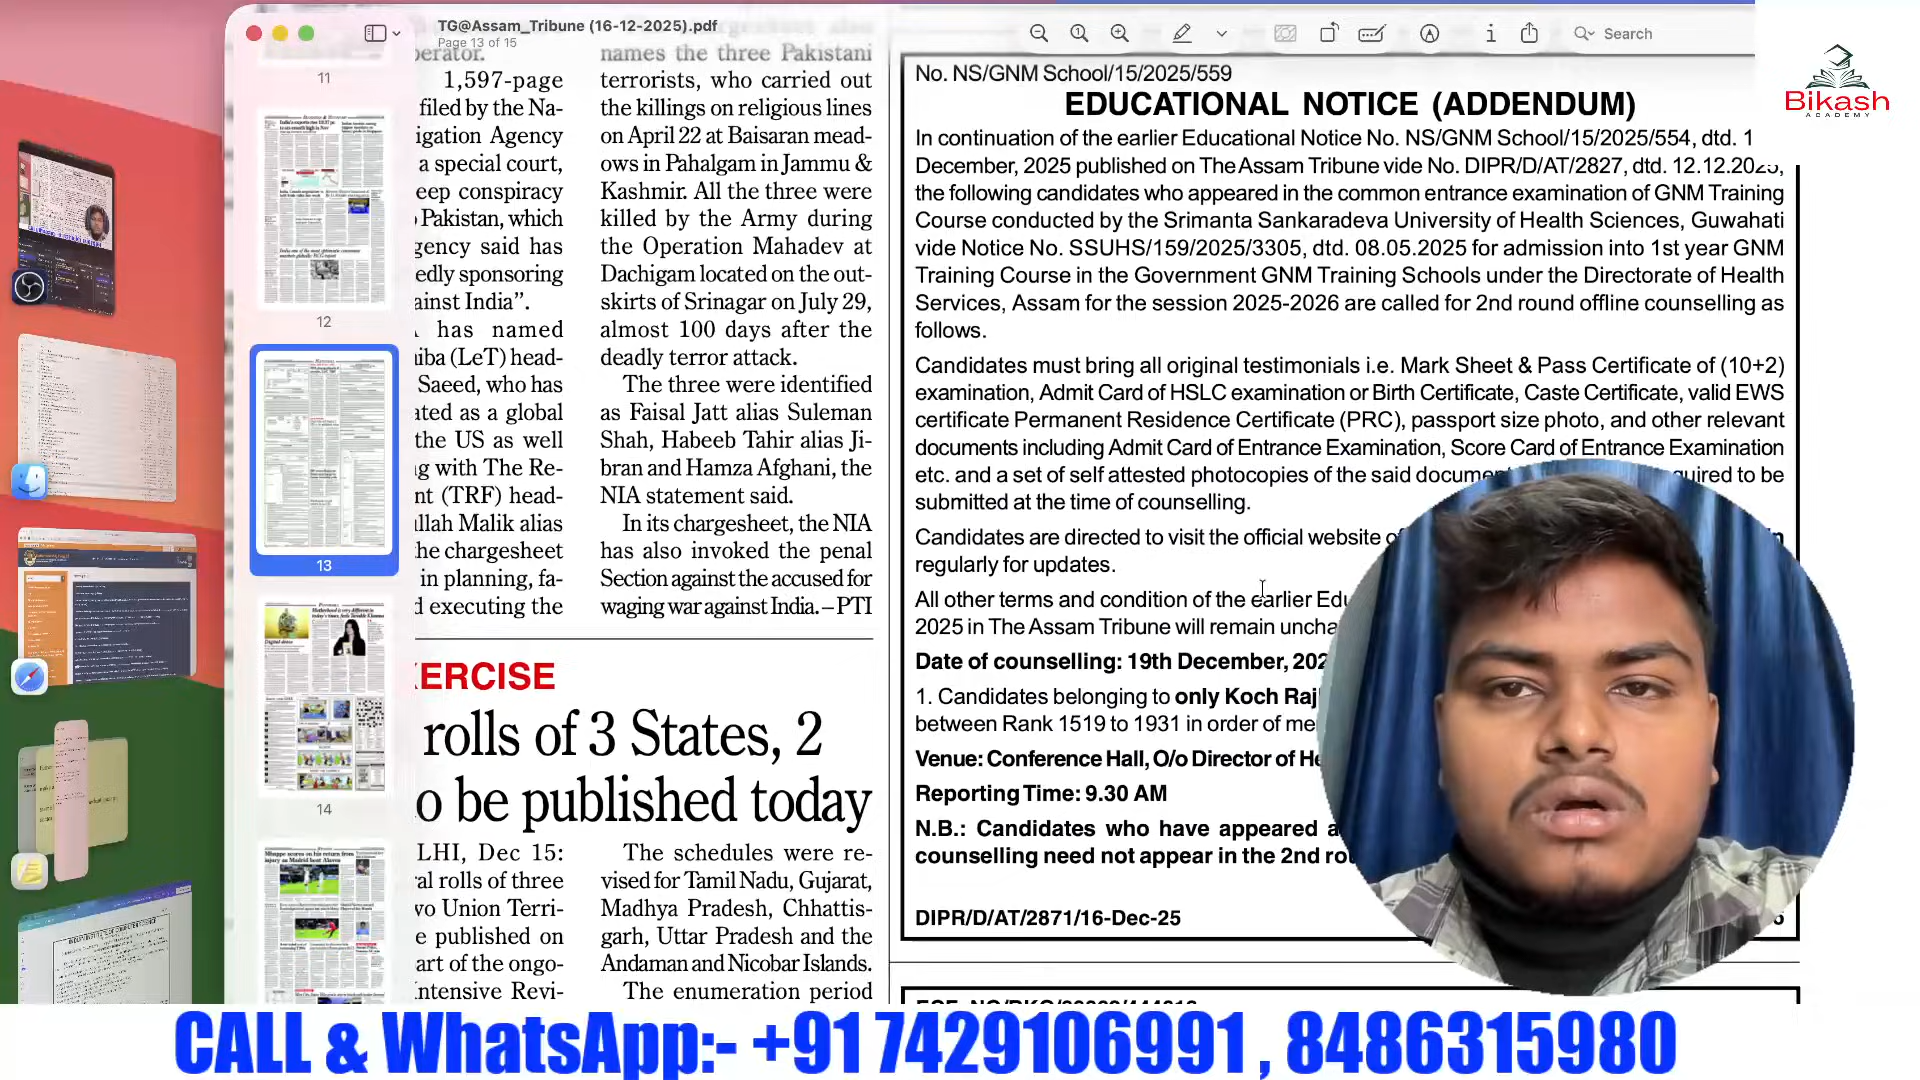 TG@Assam_Tribune (16-12-2025).pdf
Page 13 of 15
Search
Bikash
ACADEMY
11
12
13
14
perator.
1,597-page
filed by the Na-
igation Agency
a special court,
eep conspiracy
Pakistan, which
gency said has
edly sponsoring
ainst India”.
has named
iba (LeT) head-
Saeed, who has
ated as a global
the US as well
g with The Re-
nt (TRF) head-
ullah Malik alias
he chargesheet
in planning, fa-
d executing the
names the three Pakistani
terrorists, who carried out
the killings on religious lines
on April 22 at Baisaran mead-
ows in Pahalgam in Jammu &
Kashmir. All the three were
killed by the Army during
the Operation Mahadev at
Dachigam located on the out-
skirts of Srinagar on July 29,
almost 100 days after the
deadly terror attack.
The three were identified
as Faisal Jatt alias Suleman
Shah, Habeeb Tahir alias Ji-
bran and Hamza Afghani, the
NIA statement said.
In its chargesheet, the NIA
has also invoked the penal
Section against the accused for
waging war against India. – PTI
ERCISE
rolls of 3 States, 2
o be published today
LHI, Dec 15:
ral rolls of three
wo Union Terri-
e published on
art of the ongo-
Intensive Revi-
The schedules were re-
vised for Tamil Nadu, Gujarat,
Madhya Pradesh, Chhattis-
garh, Uttar Pradesh and the
Andaman and Nicobar Islands.
The enumeration period
No. NS/GNM School/15/2025/559
EDUCATIONAL NOTICE (ADDENDUM)
In continuation of the earlier Educational Notice No. NS/GNM School/15/2025/554, dtd. 1
December, 2025 published on The Assam Tribune vide No. DIPR/D/AT/2827, dtd. 12.12.2025,
the following candidates who appeared in the common entrance examination of GNM Training
Course conducted by the Srimanta Sankaradeva University of Health Sciences, Guwahati
vide Notice No. SSUHS/159/2025/3305, dtd. 08.05.2025 for admission into 1st year GNM
Training Course in the Government GNM Training Schools under the Directorate of Health
Services, Assam for the session 2025-2026 are called for 2nd round offline counselling as
follows.
Candidates must bring all original testimonials i.e. Mark Sheet & Pass Certificate of (10+2)
examination, Admit Card of HSLC examination or Birth Certificate, Caste Certificate, valid EWS
certificate Permanent Residence Certificate (PRC), passport size photo, and other relevant
documents including Admit Card of Entrance Examination, Score Card of Entrance Examination
etc. and a set of self attested photocopies of the said docume quired to be
submitted at the time of counselling.
Candidates are directed to visit the official website o n
regularly for updates.
All other terms and condition of the earlier Edu
2025 in The Assam Tribune will remain uncha
Date of counselling: 19th December, 202
1. Candidates belonging to only Koch Raj
between Rank 1519 to 1931 in order of me
Venue: Conference Hall, O/o Director of He
Reporting Time: 9.30 AM
N.B.: Candidates who have appeared a
counselling need not appear in the 2nd ro
DIPR/D/AT/2871/16-Dec-25
CALL & WhatsApp:- +91 7429106991 , 8486315980